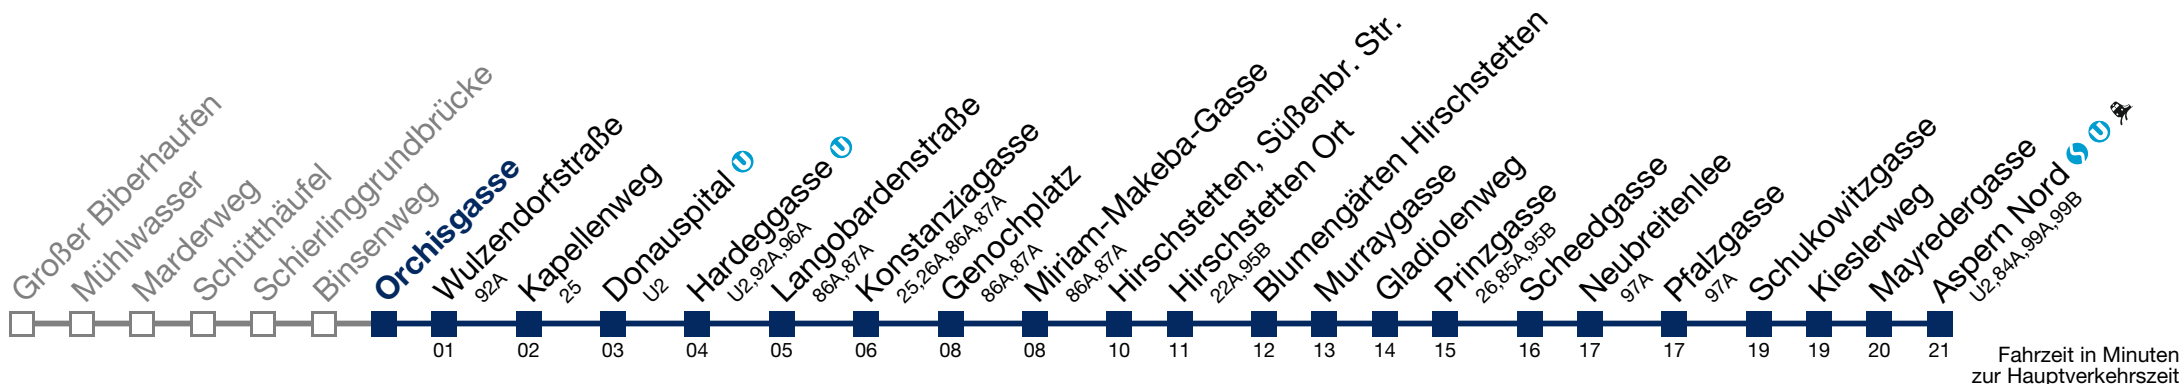 Großer Biberhaufen
Mühlwasser
Marderweg
Schütthäufel
Schierlinggrundbrücke
Binsenweg
Orchisgasse
Wulzendorfstraße
92A
Kapellenweg
25
Donauspital U
U2
Hardeggasse U
U2,92A,96A
Langobardenstraße
86A,87A
Konstanziagasse
25,26A,86A,87A
Genochplatz
86A,87A
Miriam-Makeba-Gasse
86A,87A
Hirschstetten, Süßenbr. Str.
Hirschstetten Ort
22A,95B
Blumengärten Hirschstetten
Murraygasse
Gladiolenweg
Prinzgasse
26,85A,95B
Scheedgasse
Neubreitenlee
97A
Pfalzgasse
97A
Schukowitzgasse
Kieslerweg
Mayredergasse
Aspern Nord S U
U2,84A,99A,99B
01 02 03 04 05 06 08 08 10 11 12 13 14 15 16 17 17 19 19 20 21
Fahrzeit in Minuten
zur Hauptverkehrszeit